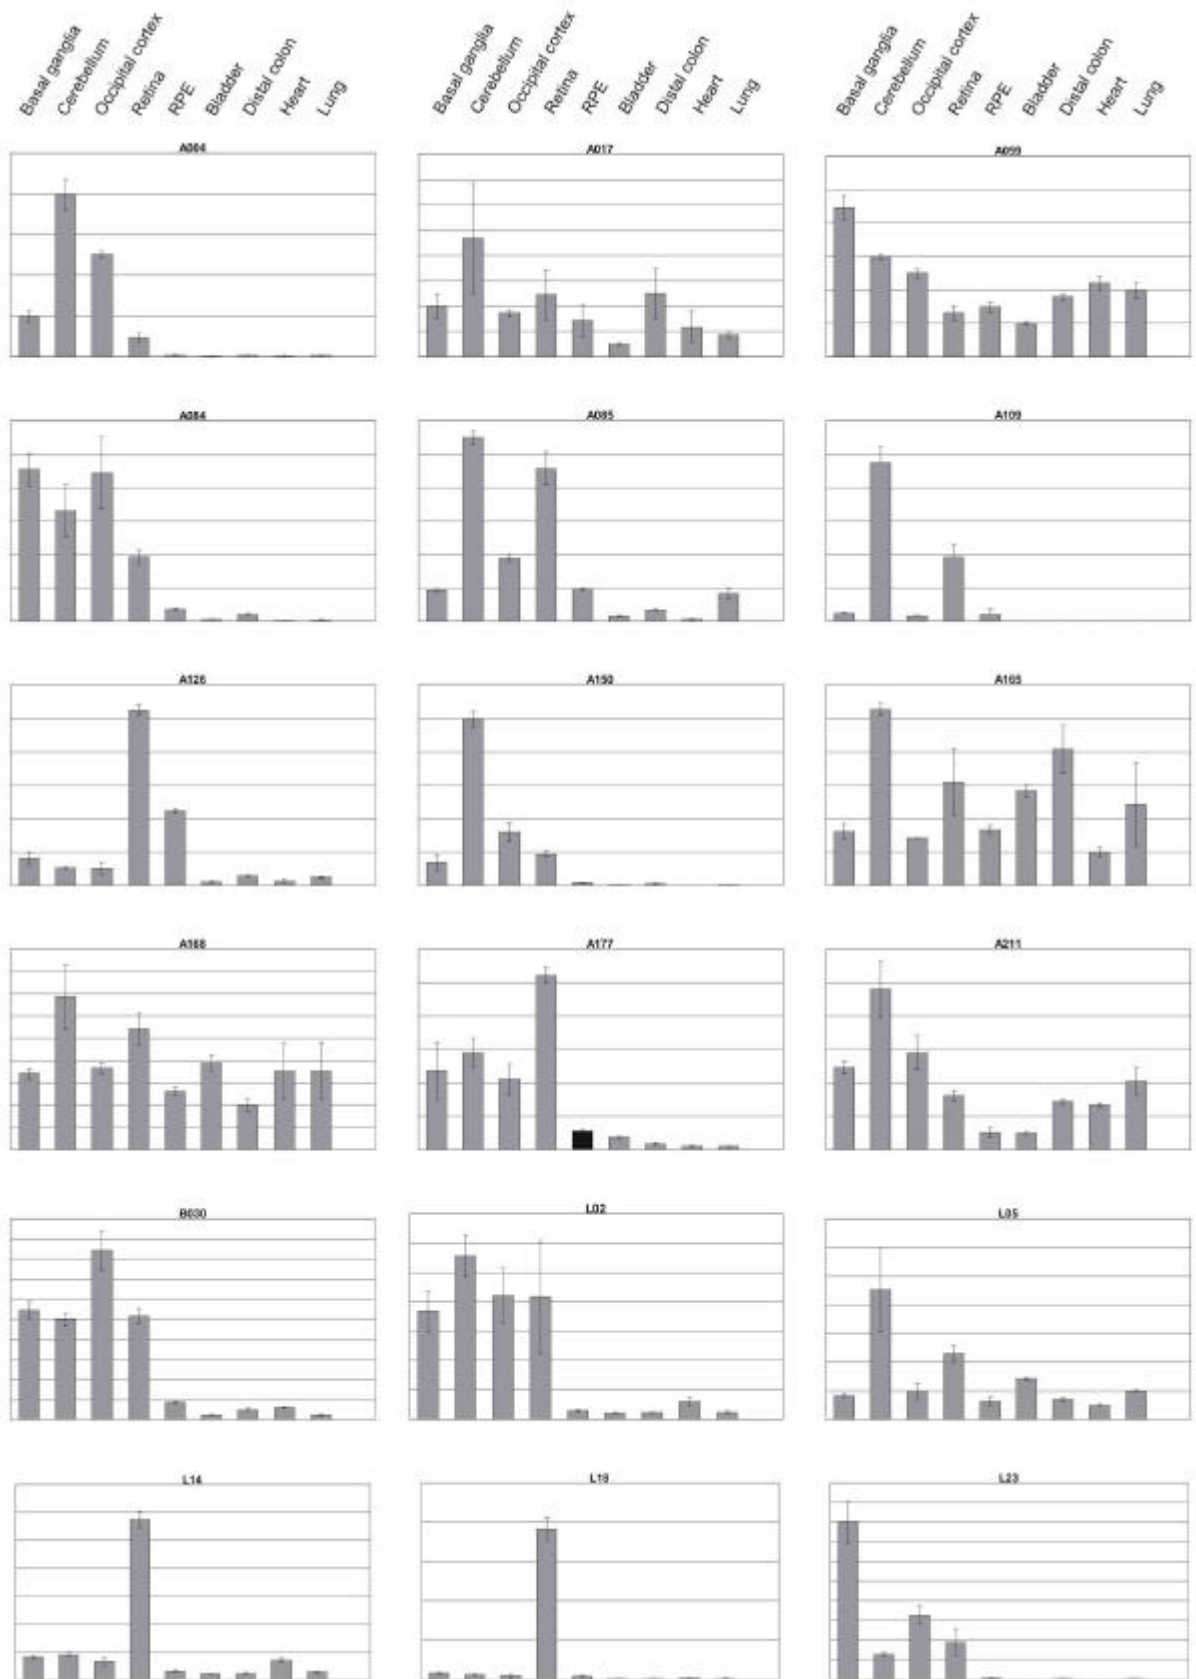 Basal ganglia
Cerebellum
Occipital cortex
Retina
RPE
Bladder
Distal colon
Heart
Lung
Basal ganglia
Cerebellum
Occipital cortex
Retina
RPE
Bladder
Distal colon
Heart
Lung
Basal ganglia
Cerebellum
Occipital cortex
Retina
RPE
Bladder
Distal colon
Heart
Lung
A004
A017
A059
A084
A085
A109
A126
A150
A165
A168
A177
A211
B030
L02
L05
L14
L18
L23